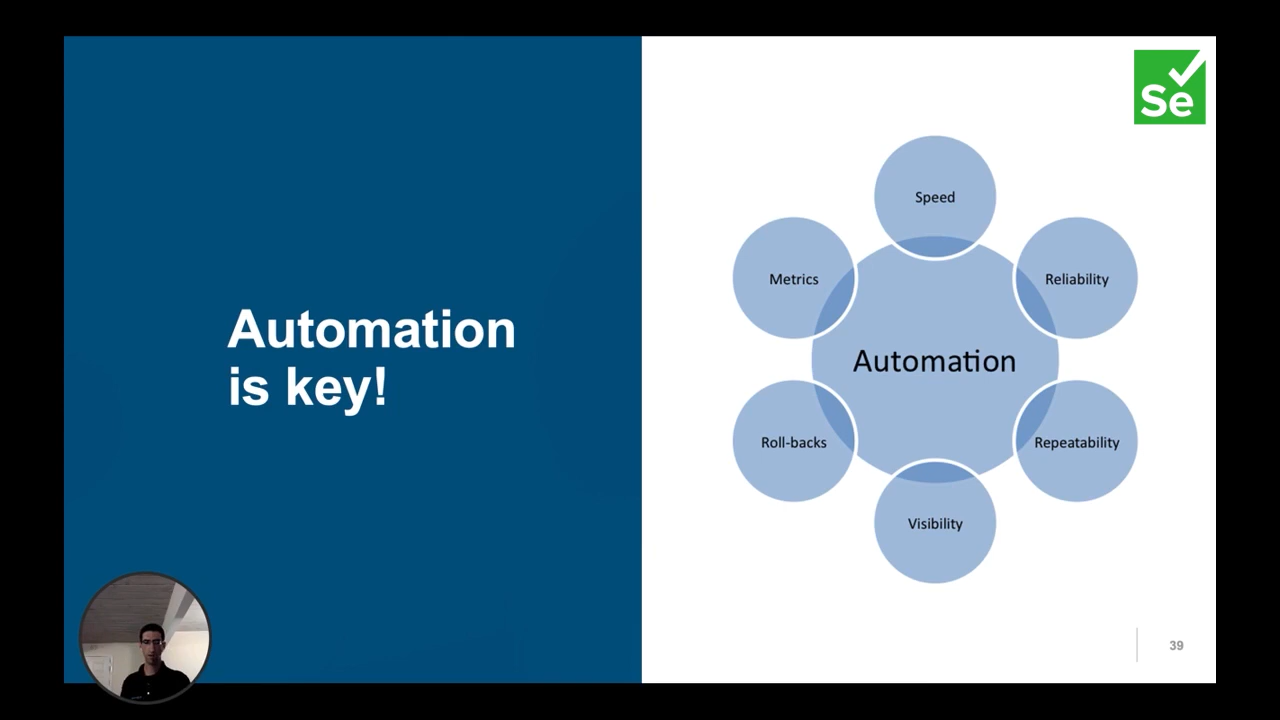 Automation
is key!
Se
Speed
Metrics
Reliability
Automation
Roll-backs
Repeatability
Visibility
39